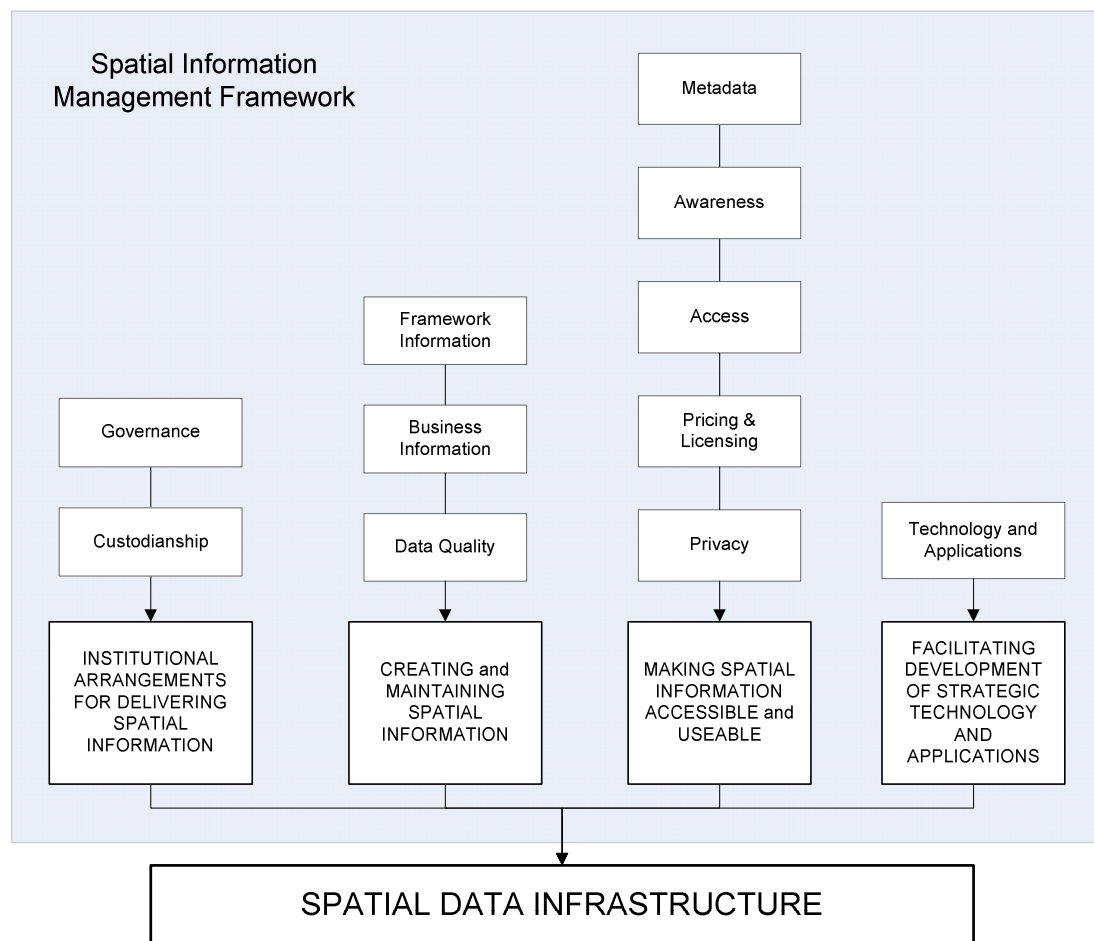 Spatial Information
Management Framework
Metadata
Awareness
Access
Pricing &
Licensing
Privacy
Framework
Information
Business
Information
Data Quality
Governance
Custodianship
Technology and
Applications
INSTITUTIONAL
ARRANGEMENTS
FOR DELIVERING
SPATIAL
INFORMATION
CREATING and
MAINTAINING
SPATIAL
INFORMATION
MAKING SPATIAL
INFORMATION
ACCESSIBLE and
USEABLE
FACILITATING
DEVELOPMENT
OF STRATEGIC
TECHNOLOGY
AND
APPLICATIONS
SPATIAL DATA INFRASTRUCTURE